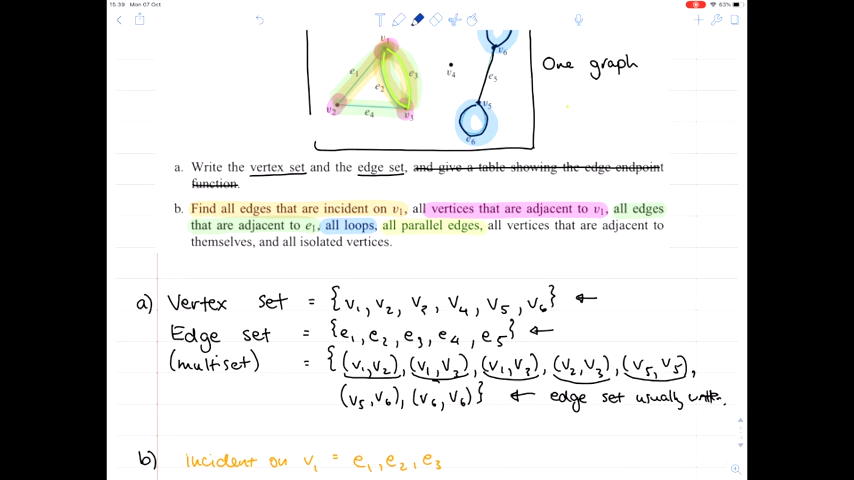 15.39 Mon 07 Oct
63%
v1
v6
e1
e3
v4
e5
One graph
e2
v2
e4
v3
v5
e6
a. Write the vertex set and the edge set, and give a table showing the edge endpoint
function.
b. Find all edges that are incident on v1, all vertices that are adjacent to v1, all edges
that are adjacent to e1, all loops, all parallel edges, all vertices that are adjacent to
themselves, and all isolated vertices.
a) Vertex set = {v1, v2, v3, v4, v5, v6} ←
Edge set = {e1, e2, e3, e4, e5} ←
(multiset) = {(v1,v2), (v1,v3), (v1,v3), (v2,v3), (v5,v5),
(v5,v6), (v6,v6)} ← edge set usually written.
b) incident on v1 = e1, e2, e3